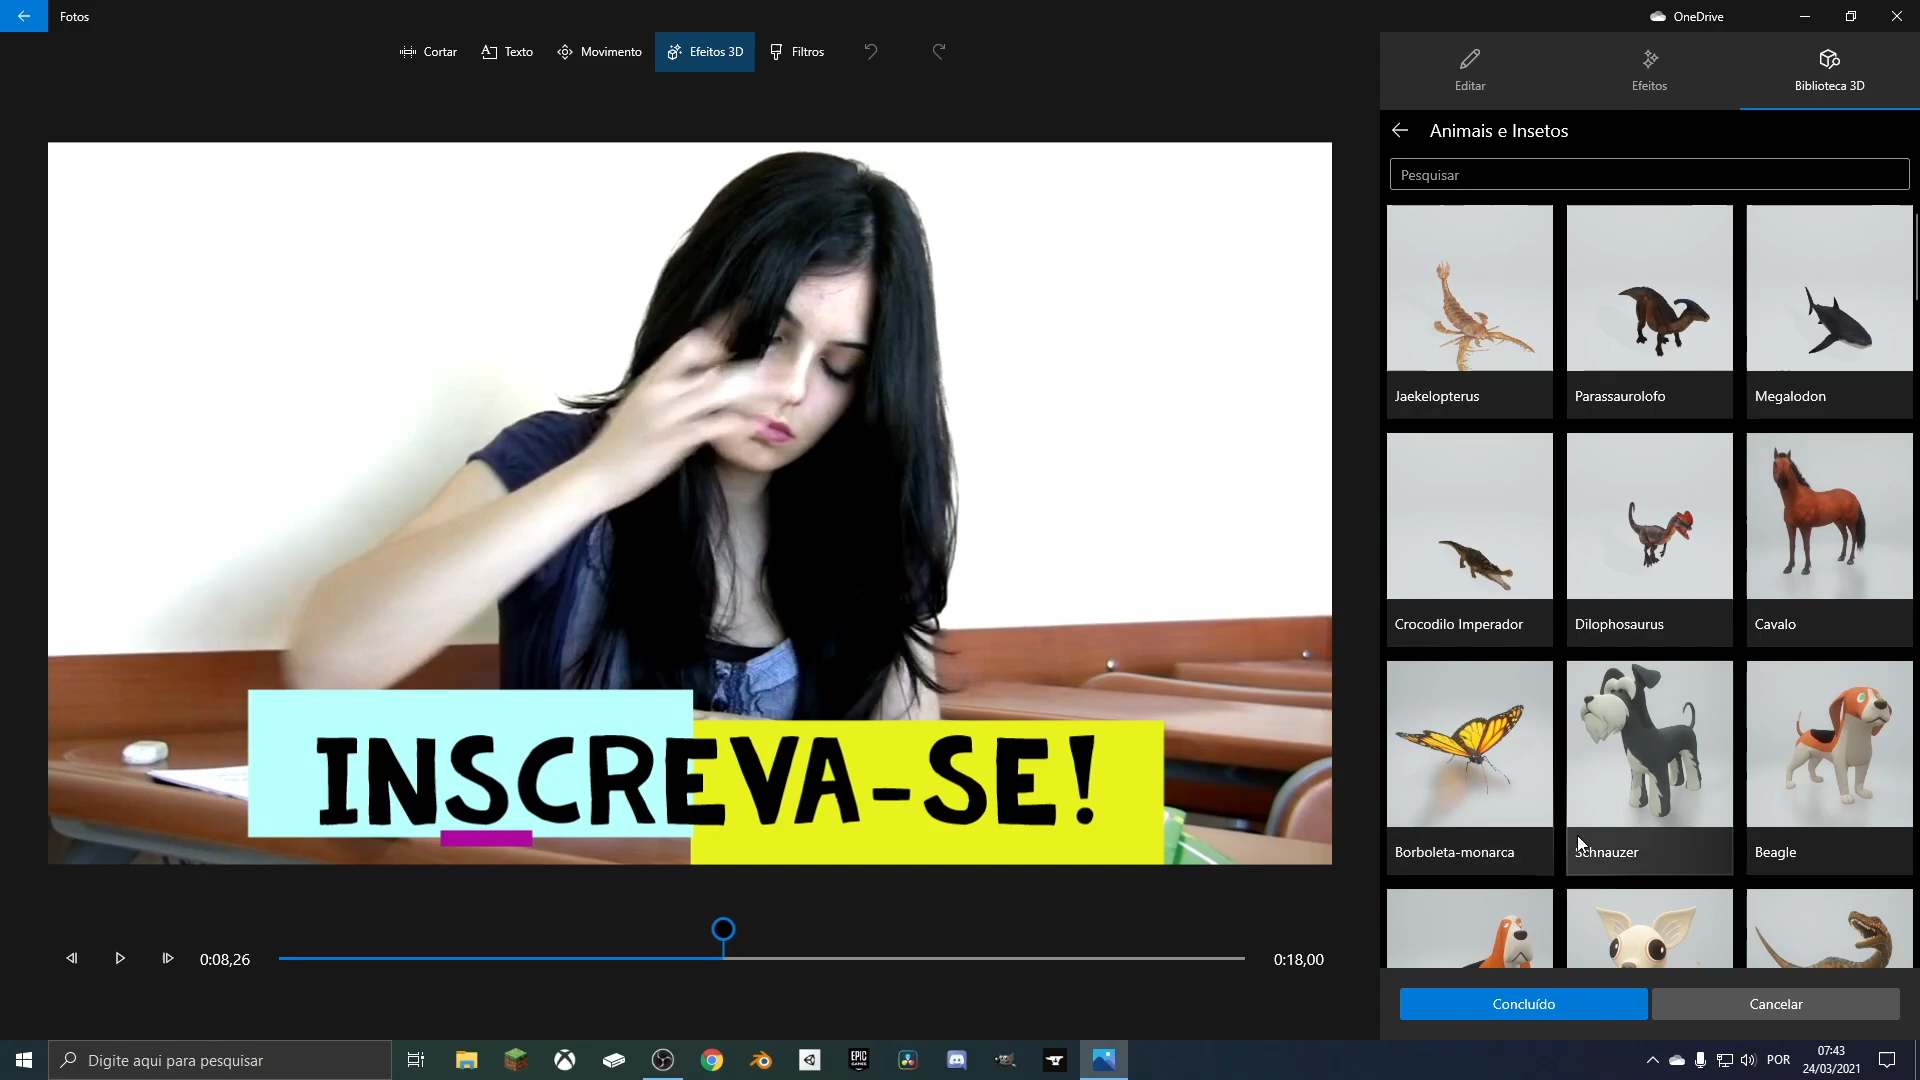 Fotos
OneDrive
Cortar
Texto
Movimento
Efeitos 3D
Filtros
Editar
Efeitos
Biblioteca 3D
Animais e Insetos
Pesquisar
Jaekelopterus
Parassaurolofo
Megalodon
Crocodilo Imperador
Dilophosaurus
Cavalo
Borboleta-monarca
Schnauzer
Beagle
INSCREVA-SE!
0:08,26
0:18,00
Concluído
Cancelar
Digite aqui para pesquisar
EPIC
GAMES
POR
07:43
24/03/2021